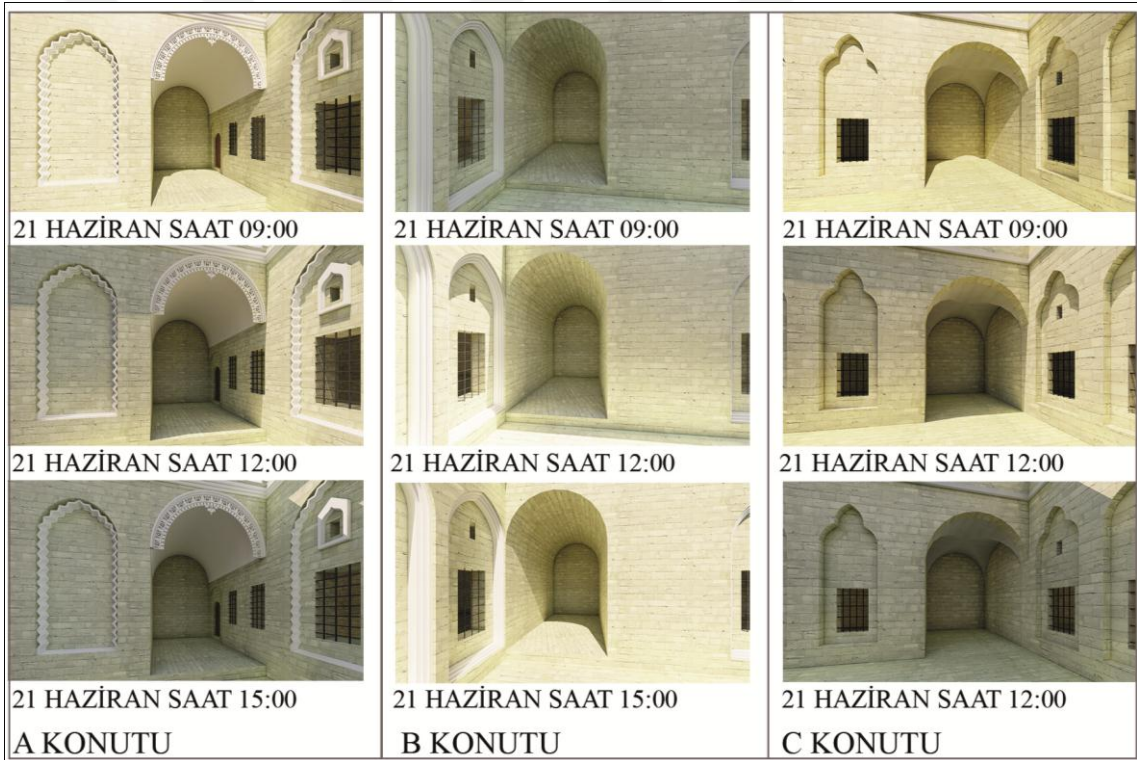 21 HAZİRAN SAAT 09:00
21 HAZİRAN SAAT 09:00
21 HAZİRAN SAAT 09:00
21 HAZİRAN SAAT 12:00
21 HAZİRAN SAAT 12:00
21 HAZİRAN SAAT 12:00
21 HAZİRAN SAAT 15:00
21 HAZİRAN SAAT 15:00
21 HAZİRAN SAAT 12:00
A KONUTU
B KONUTU
C KONUTU